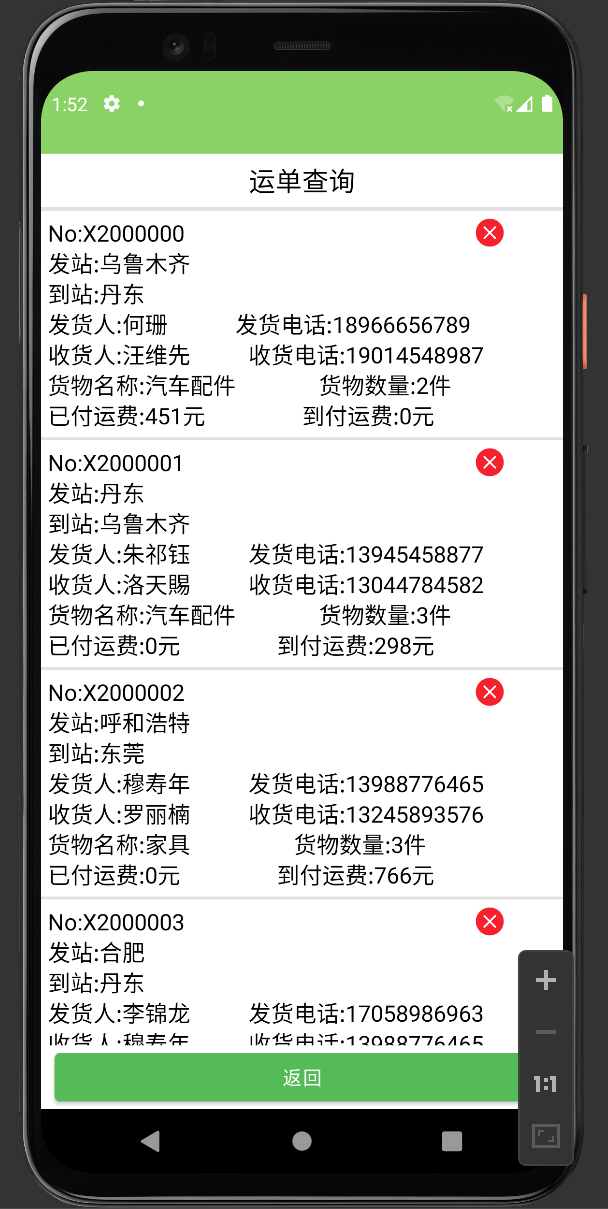 1:52
运单查询
No:X2000000
发站:乌鲁木齐
到站:丹东
发货人:何珊 发货电话:18966656789
收货人:汪维先 收货电话:19014548987
货物名称:汽车配件 货物数量:2件
已付运费:451元 到付运费:0元
No:X2000001
发站:丹东
到站:乌鲁木齐
发货人:朱祁钰 发货电话:13945458877
收货人:洛天賜 收货电话:13044784582
货物名称:汽车配件 货物数量:3件
已付运费:0元 到付运费:298元
No:X2000002
发站:呼和浩特
到站:东莞
发货人:穆寿年 发货电话:13988776465
收货人:罗丽楠 收货电话:13245893576
货物名称:家具 货物数量:3件
已付运费:0元 到付运费:766元
No:X2000003
发站:合肥
到站:丹东
发货人:李锦龙 发货电话:17058986963
收货人:穆寿年 收货电话:13988776465
返回
1:1